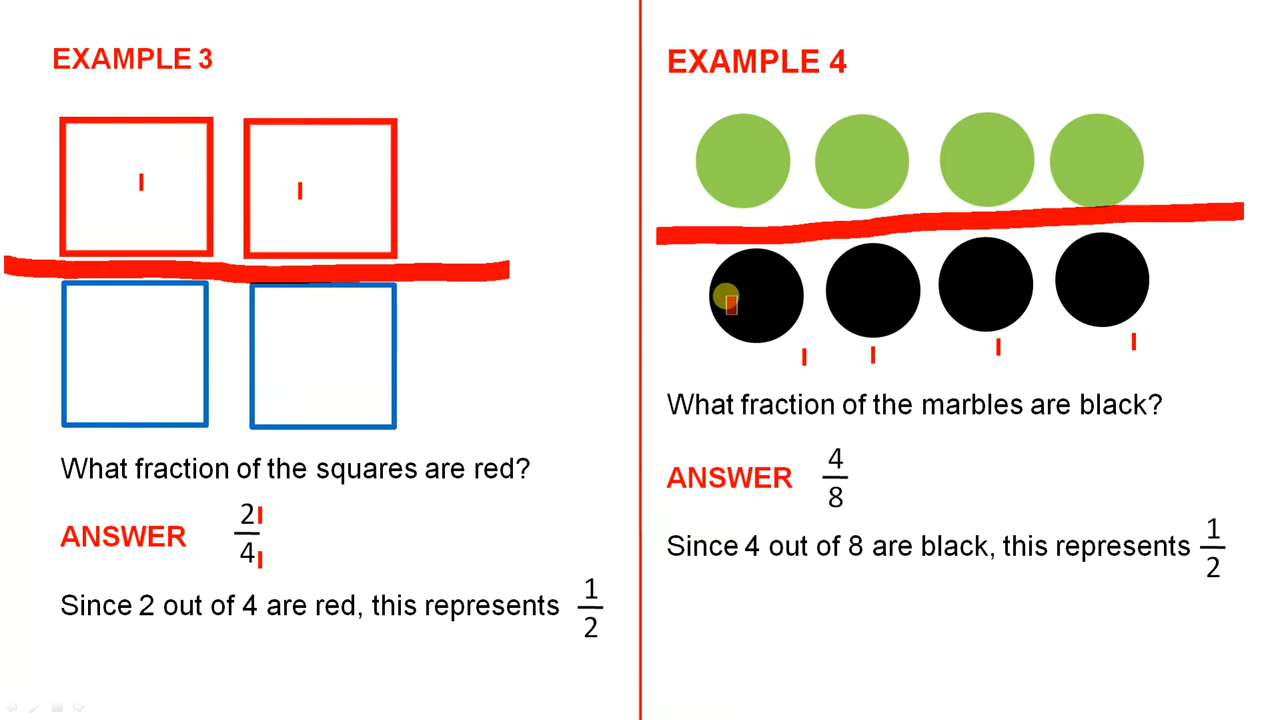 EXAMPLE 3
What fraction of the squares are red?
ANSWER 2/4
Since 2 out of 4 are red, this represents 1/2
EXAMPLE 4
What fraction of the marbles are black?
ANSWER 4/8
Since 4 out of 8 are black, this represents 1/2